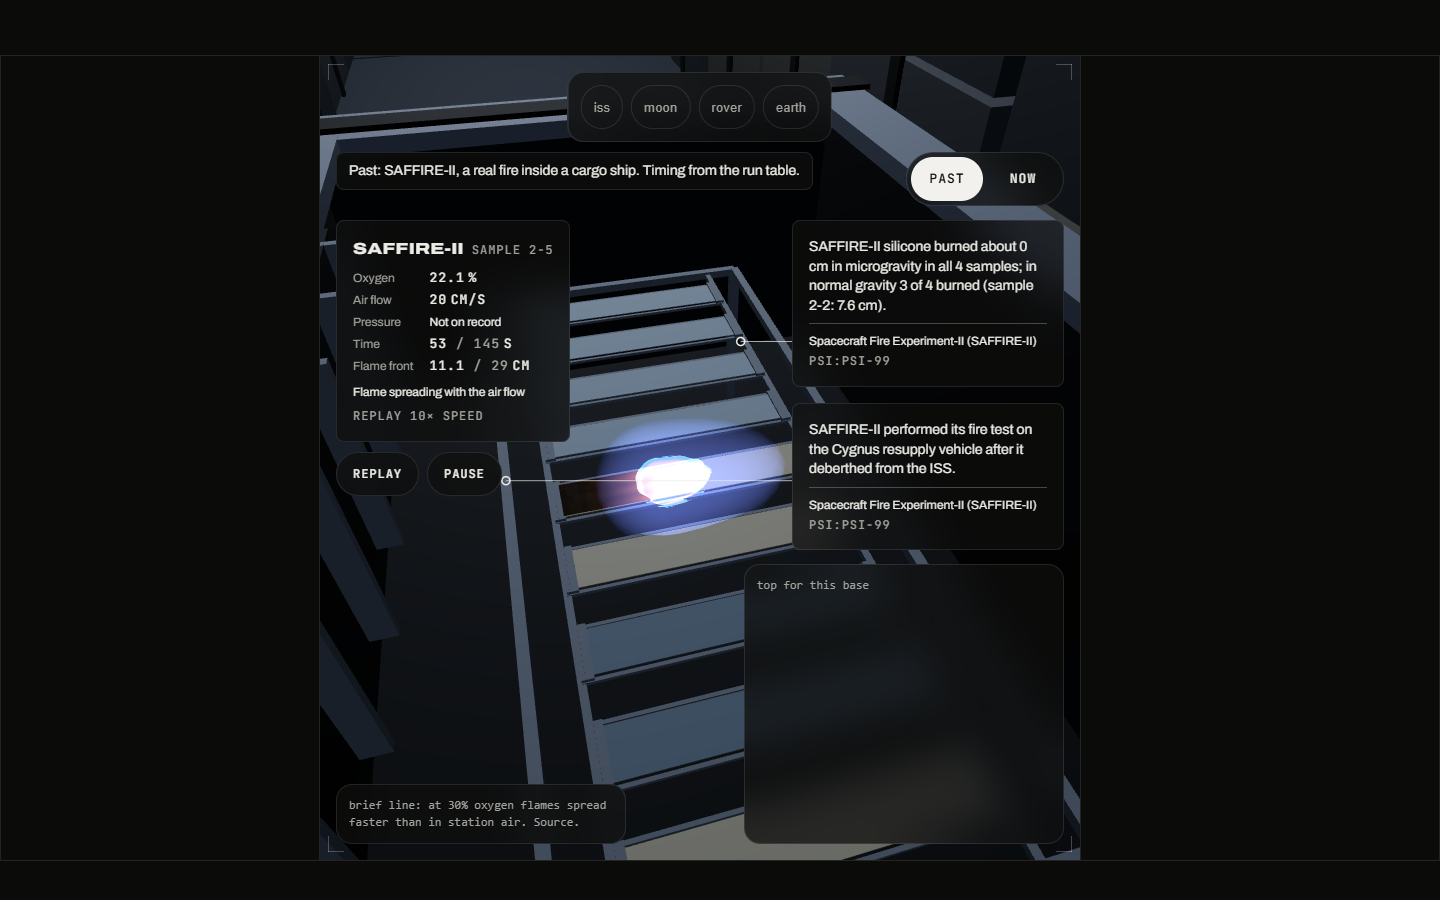 iss moon rover earth
Past: SAFFIRE-II, a real fire inside a cargo ship. Timing from the run table.
PAST NOW
SAFFIRE-II SAMPLE 2-5
Oxygen 22.1 %
Air flow 20 CM/S
Pressure Not on record
Time 53 / 145 S
Flame front 11.1 / 29 CM
Flame spreading with the air flow
REPLAY 10× SPEED
REPLAY PAUSE
SAFFIRE-II silicone burned about 0
cm in microgravity in all 4 samples; in
normal gravity 3 of 4 burned (sample
2-2: 7.6 cm).
Spacecraft Fire Experiment-II (SAFFIRE-II)
PSI:PSI-99
SAFFIRE-II performed its fire test on
the Cygnus resupply vehicle after it
deberthed from the ISS.
Spacecraft Fire Experiment-II (SAFFIRE-II)
PSI:PSI-99
top for this base
brief line: at 30% oxygen flames spread
faster than in station air. Source.